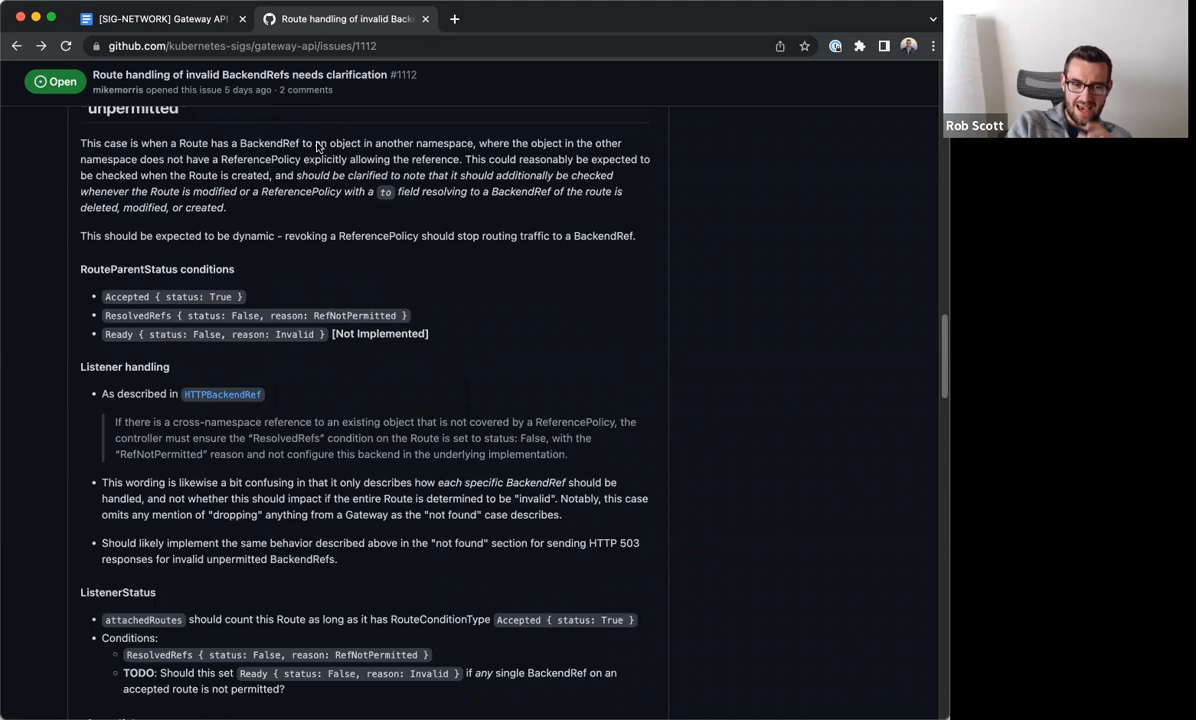 [SIG-NETWORK] Gateway API
Route handling of invalid Back
github.com/kubernetes-sigs/gateway-api/issues/1112
Open
Route handling of invalid BackendRefs needs clarification #1112
mikemorris opened this issue 5 days ago · 2 comments
Rob Scott
"unpermitted"
This case is when a Route has a BackendRef to an object in another namespace, where the object in the other
namespace does not have a ReferencePolicy explicitly allowing the reference. This could reasonably be expected to
be checked when the Route is created, and should be clarified to note that it should additionally be checked
whenever the Route is modified or a ReferencePolicy with a to field resolving to a BackendRef of the route is
deleted, modified, or created.
This should be expected to be dynamic - revoking a ReferencePolicy should stop routing traffic to a BackendRef.
RouteParentStatus conditions
• Accepted { status: True }
• ResolvedRefs { status: False, reason: RefNotPermitted }
• Ready { status: False, reason: Invalid } [Not Implemented]
Listener handling
• As described in HTTPBackendRef
If there is a cross-namespace reference to an existing object that is not covered by a ReferencePolicy, the
controller must ensure the “ResolvedRefs” condition on the Route is set to status: False, with the
“RefNotPermitted” reason and not configure this backend in the underlying implementation.
• This wording is likewise a bit confusing in that it only describes how each specific BackendRef should be
handled, and not whether this should impact if the entire Route is determined to be "invalid". Notably, this case
omits any mention of "dropping" anything from a Gateway as the "not found" case describes.
• Should likely implement the same behavior described above in the "not found" section for sending HTTP 503
responses for invalid unpermitted BackendRefs.
ListenerStatus
• attachedRoutes should count this Route as long as it has RouteConditionType Accepted { status: True }
• Conditions:
◦ ResolvedRefs { status: False, reason: RefNotPermitted }
◦ TODO: Should this set Ready { status: False, reason: Invalid } if any single BackendRef on an
accepted route is not permitted?